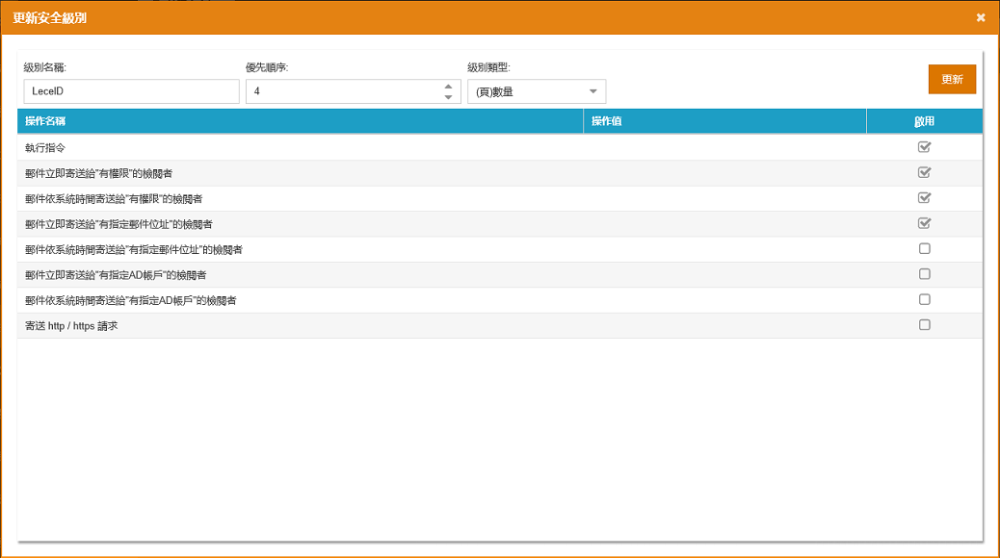 更新安全級別
級別名稱:
優先順序:
級別類型:
LeceID
4
(頁)數量
更新
操作名稱
操作值
啟用
執行指令
郵件立即寄送給"有權限"的檢閱者
郵件依系統時間寄送給"有權限"的檢閱者
郵件立即寄送給"有指定郵件位址"的檢閱者
郵件依系統時間寄送給"有指定郵件位址"的檢閱者
郵件立即寄送給"有指定AD帳戶"的檢閱者
郵件依系統時間寄送給"有指定AD帳戶"的檢閱者
寄送 http / https 請求